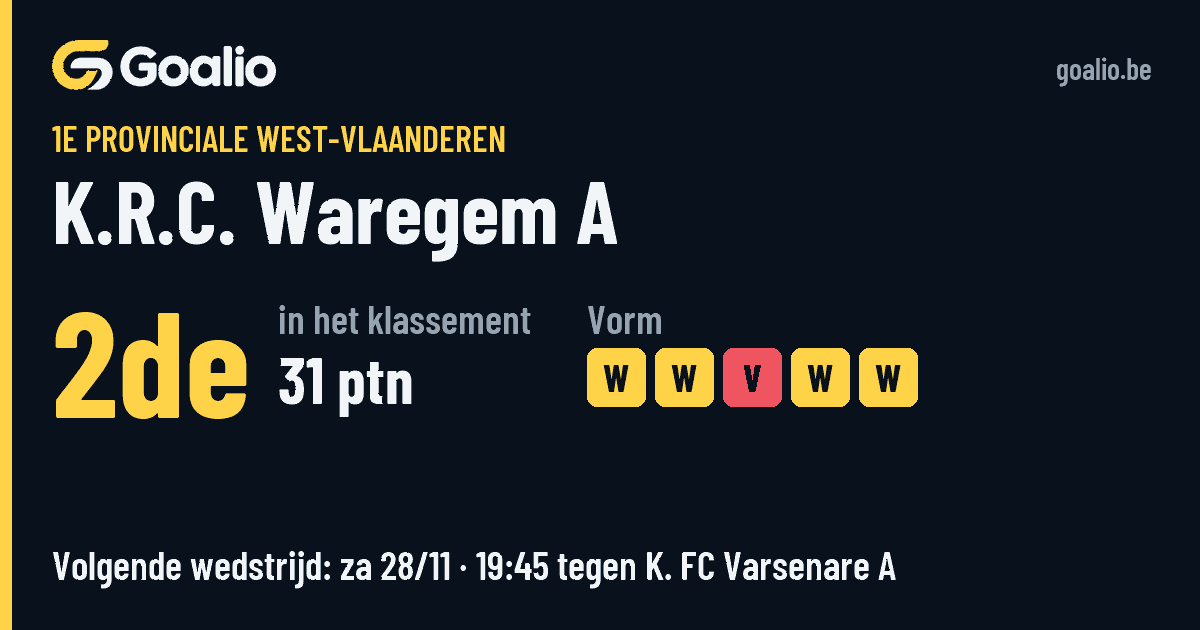 Goalio
goalio.be
1E PROVINCIALE WEST-VLAANDEREN
K.R.C. Waregem A
2de
in het klassement
31 ptn
Vorm
W W V W W
Volgende wedstrijd: za 28/11 · 19:45 tegen K. FC Varsenare A